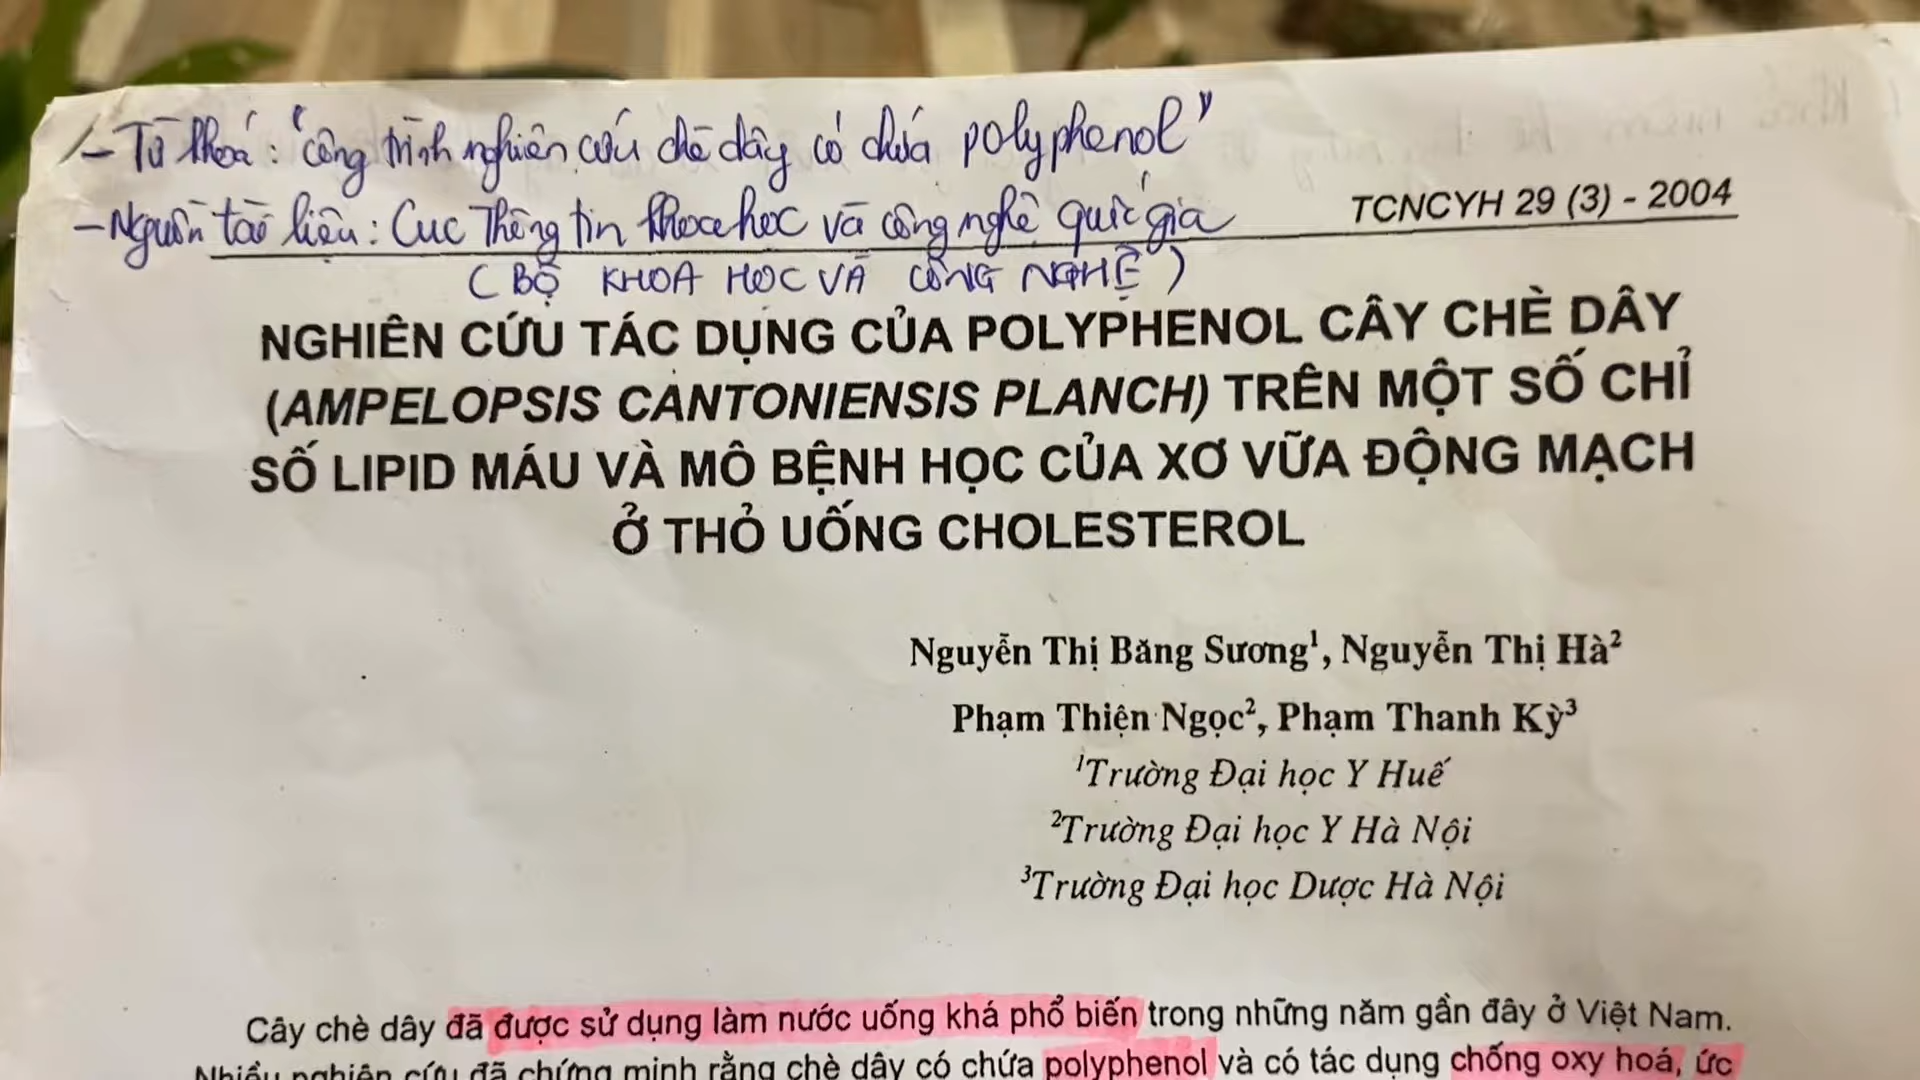 - Từ khoá: "công trình nghiên cứu chè dây có chứa polyphenol"
- Nguồn tài liệu: Cục Thông tin khoa học và công nghệ quốc gia
TCNCYH 29 (3) - 2004
(BỘ KHOA HỌC VÀ CÔNG NGHỆ)
NGHIÊN CỨU TÁC DỤNG CỦA POLYPHENOL CÂY CHÈ DÂY
(AMPELOPSIS CANTONIENSIS PLANCH) TRÊN MỘT SỐ CHỈ
SỐ LIPID MÁU VÀ MÔ BỆNH HỌC CỦA XƠ VỮA ĐỘNG MẠCH
Ở THỎ UỐNG CHOLESTEROL
Nguyễn Thị Băng Sương¹, Nguyễn Thị Hà²
Phạm Thiện Ngọc², Phạm Thanh Kỳ³
¹Trường Đại học Y Huế
²Trường Đại học Y Hà Nội
³Trường Đại học Dược Hà Nội
Cây chè dây đã được sử dụng làm nước uống khá phổ biến trong những năm gần đây ở Việt Nam.
Nhiều nghiên cứu đã chứng minh rằng chè dây có chứa polyphenol và có tác dụng chống oxy hoá, ức